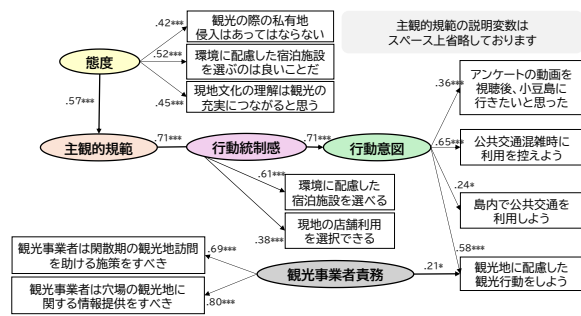 主観的規範の説明変数は
スペース上省略しております
観光の際の私有地
侵入はあってはならない
.42***
態度
.52***
環境に配慮した宿泊施設
を選ぶのは良いことだ
.45***
現地文化の理解は観光の
充実につながると思う
.57***
アンケートの動画を
視聴後、小豆島に
行きたいと思った
.36***
主観的規範
.71***
行動統制感
.71***
行動意図
.65***
公共交通混雑時に
利用を控えよう
.61***
環境に配慮した
宿泊施設を選べる
.24*
島内で公共交通を
利用しよう
.38***
現地の店舗利用
を選択できる
.58***
観光地に配慮した
観光行動をしよう
観光事業者は閑散期の観光地訪問
を助ける施策をすべき
.69***
観光事業者責務
.21*
観光事業者は穴場の観光地に
関する情報提供をすべき
.80***